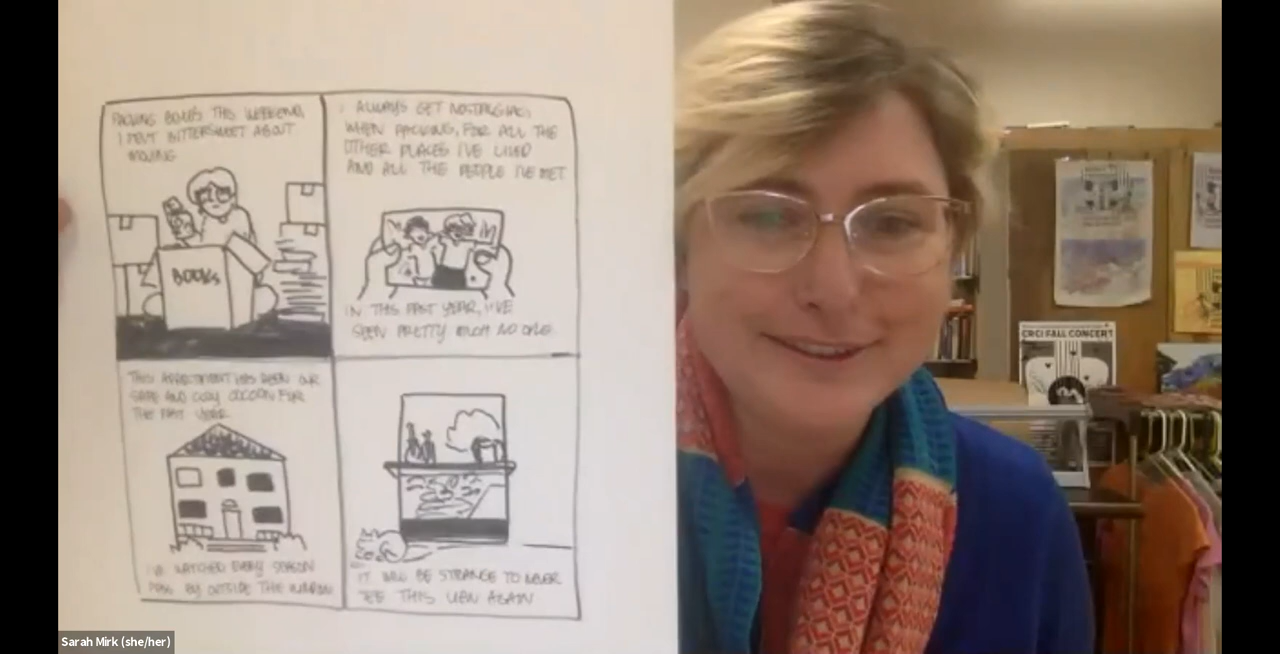 PACKING BOXES THIS WEEKEND,
I FELT BITTERSWEET ABOUT
MOVING
BOOKS
I ALWAYS GET NOSTALGIC
WHEN PACKING, FOR ALL THE
OTHER PLACES I'VE LIVED
AND ALL THE PEOPLE I'VE MET
IN THIS PAST YEAR, I'VE
SEEN PRETTY MUCH NO ONE.
THIS APARTMENT HAS BEEN OUR
SAFE AND COZY COCOON FOR
THE PAST YEAR
I'VE WATCHED EVERY SEASON
PASS BY OUTSIDE THE WINDOW
IT WILL BE STRANGE TO NEVER
SEE THIS VIEW AGAIN
CRCI FALL CONCERT
Sarah Mirk (she/her)